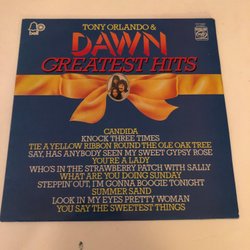 bell
TONY ORLANDO &
DAWN
GREATEST HITS
CANDIDA
KNOCK THREE TIMES
TIE A YELLOW RIBBON ROUND THE OLE OAK TREE
SAY, HAS ANYBODY SEEN MY SWEET GYPSY ROSE
YOU'RE A LADY
WHO'S IN THE STRAWBERRY PATCH WITH SALLY
WHAT ARE YOU DOING SUNDAY
STEPPIN' OUT, I'M GONNA BOOGIE TONIGHT
SUMMER SAND
LOOK IN MY EYES PRETTY WOMAN
YOU SAY THE SWEETEST THINGS